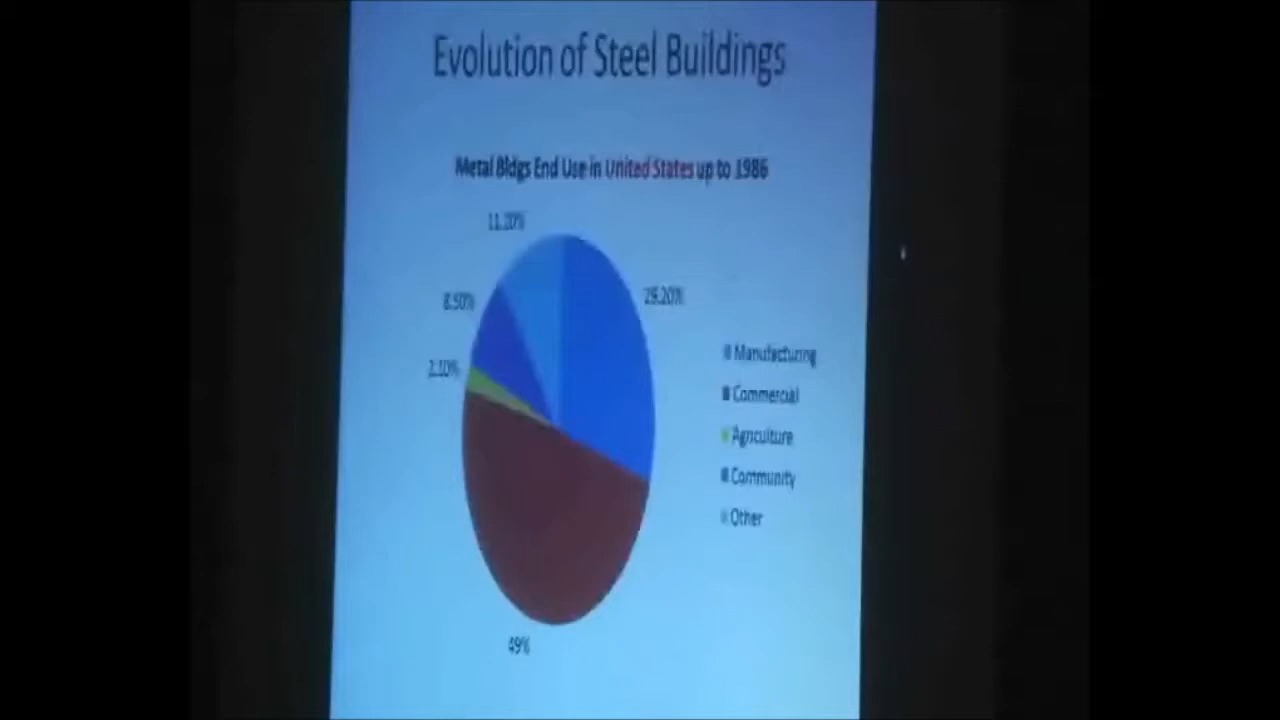 Evolution of Steel Buildings
Metal Bldgs End Use in United States up to 1986
11.20%
8.50%
29.20%
2.10%
49%
Manufacturing
Commercial
Agriculture
Community
Other